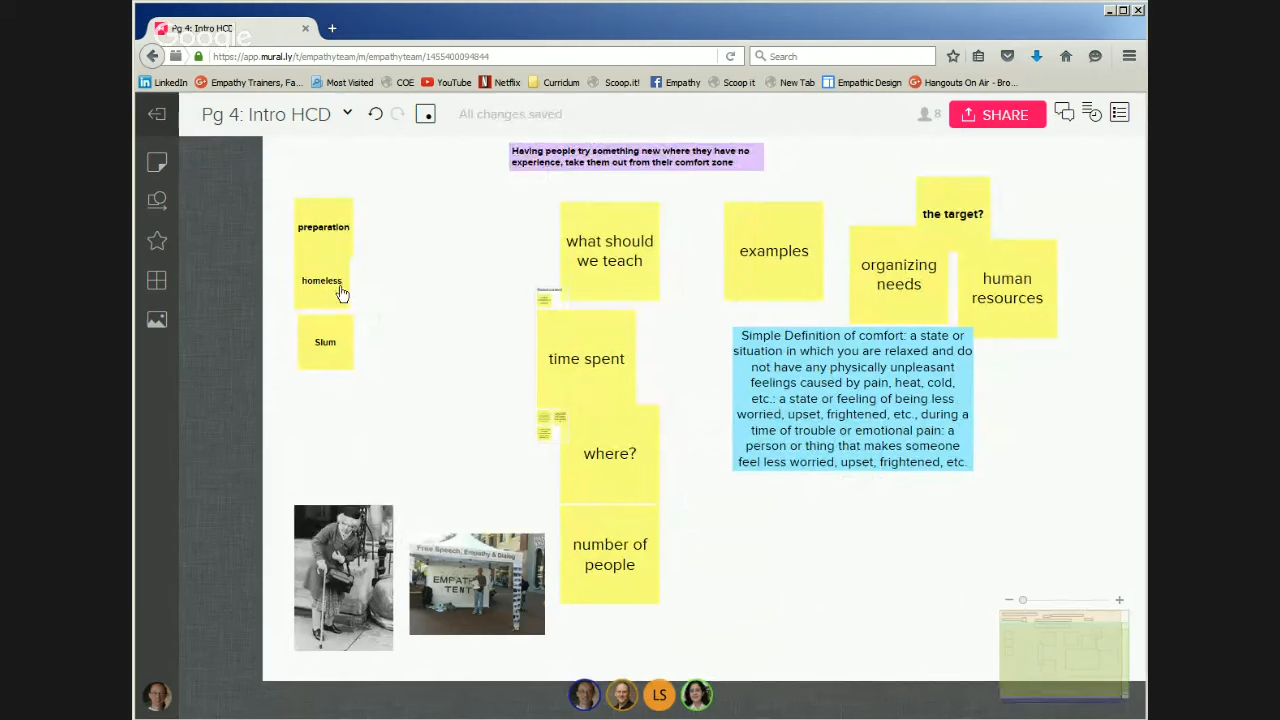 Pg 4: Intro HCD
Google
https://app.mural.ly/t/empathyteam/m/empathyteam/1455400094844
Search
LinkedIn
Empathy Trainers, Fa...
Most Visited
COE
YouTube
Netflix
Curriclum
Scoop.it!
Empathy
Scoop it
New Tab
Empathic Design
Hangouts On Air - Bro...
Pg 4: Intro HCD
All changes saved
8
SHARE
Having people try something new where they have no
experience, take them out from their comfort zone
preparation
homeless
Slum
what should
we teach
time spent
where?
number of
people
examples
the target?
organizing
needs
human
resources
Simple Definition of comfort: a state or
situation in which you are relaxed and do
not have any physically unpleasant
feelings caused by pain, heat, cold,
etc.: a state or feeling of being less
worried, upset, frightened, etc., during a
time of trouble or emotional pain: a
person or thing that makes someone
feel less worried, upset, frightened, etc.
Free Speech, Empathy & Dialog
TENT
LS